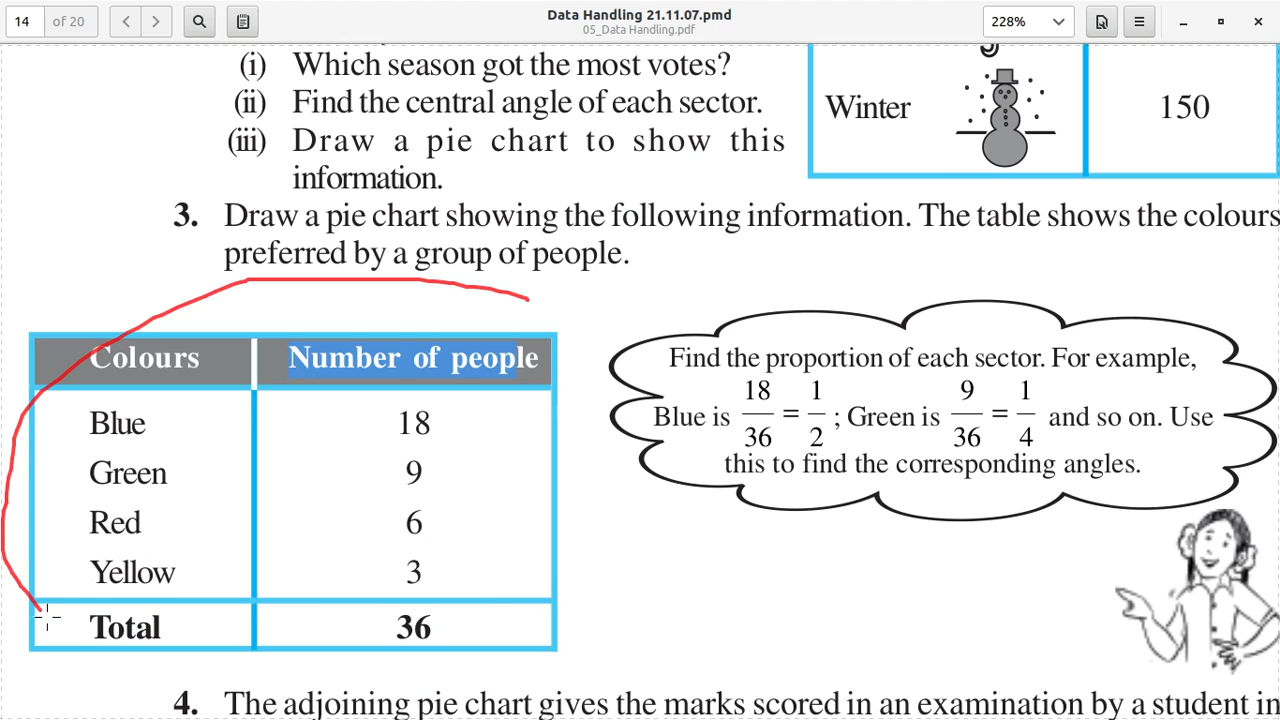 14 of 20
Data Handling 21.11.07.pmd
05_Data Handling.pdf
228%
(i) Which season got the most votes?
(ii) Find the central angle of each sector.
(iii) Draw a pie chart to show this
information.
Winter 150
3. Draw a pie chart showing the following information. The table shows the colours
preferred by a group of people.
Colours Number of people
Blue 18
Green 9
Red 6
Yellow 3
Total 36
Find the proportion of each sector. For example,
Blue is 18/36 = 1/2 ; Green is 9/36 = 1/4 and so on. Use
this to find the corresponding angles.
4. The adjoining pie chart gives the marks scored in an examination by a student in